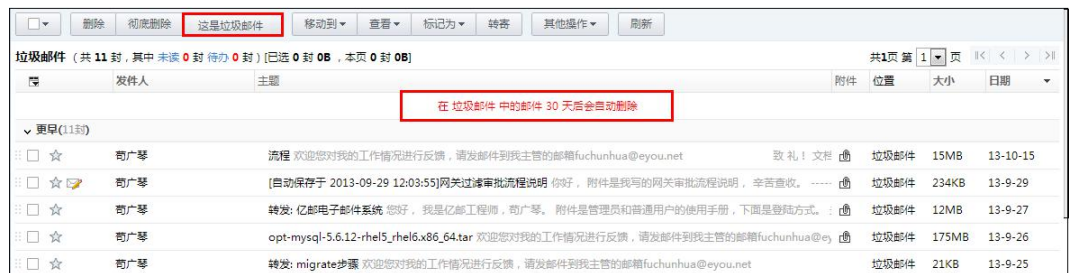 删除 彻底删除 这是垃圾邮件 移动到 查看 标记为 转寄 其他操作 刷新
垃圾邮件 (共 11 封，其中 未读 0 封 待办 0 封) [已选 0 封 0B ，本页 0 封 0B] 共1页 第 1 页
发件人 主题 附件 位置 大小 日期
在 垃圾邮件 中的邮件 30 天后会自动删除
更早(11封)
苟广琴 流程 欢迎您对我的工作情况进行反馈，请发邮件到我主管的邮箱fuchunhua@eyou.net 致 礼！ 文档 垃圾邮件 15MB 13-10-15
苟广琴 [自动保存于 2013-09-29 12:03:55]网关过滤审批流程说明 你好， 附件是我写的网关审批流程说明， 辛苦查收。 ----- 垃圾邮件 234KB 13-9-29
苟广琴 转发: 亿邮电子邮件系统 您好， 我是亿邮工程师，苟广琴。 附件是管理员和普通用户的使用手册，下面是登陆方式。 垃圾邮件 12MB 13-9-27
苟广琴 opt-mysql-5.6.12-rhel5_rhel6.x86_64.tar 欢迎您对我的工作情况进行反馈，请发邮件到我主管的邮箱fuchunhua@ey 垃圾邮件 175MB 13-9-26
苟广琴 转发: migrate步骤 欢迎您对我的工作情况进行反馈，请发邮件到我主管的邮箱fuchunhua@eyou.net 垃圾邮件 21KB 13-9-25